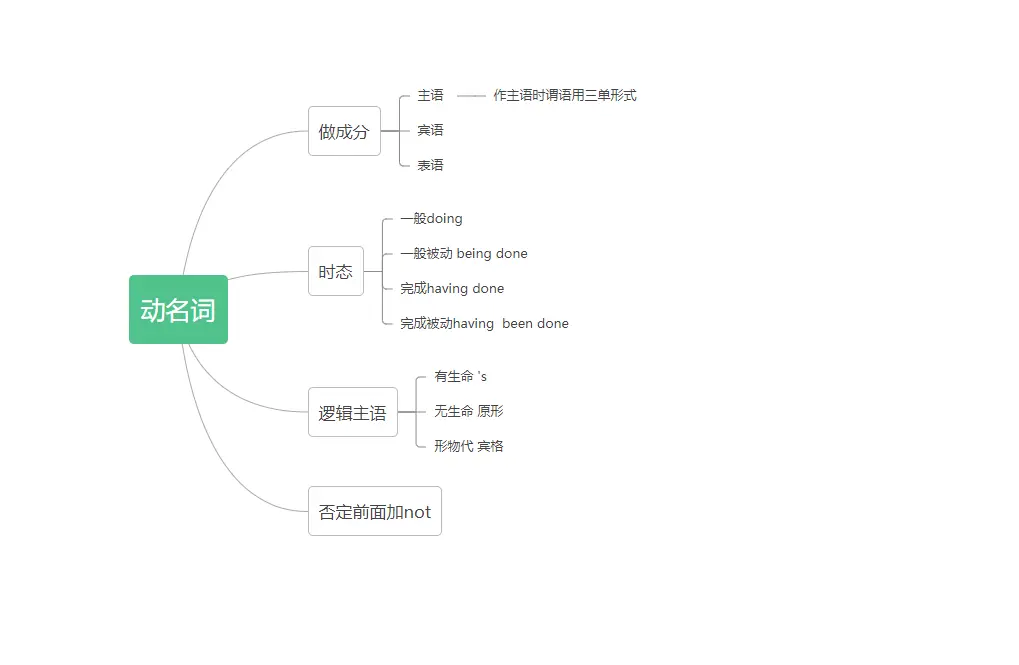 动名词
做成分
主语
作主语时谓语用三单形式
宾语
表语
时态
一般doing
一般被动 being done
完成having done
完成被动having  been done
逻辑主语
有生命 's
无生命 原形
形物代 宾格
否定前面加not